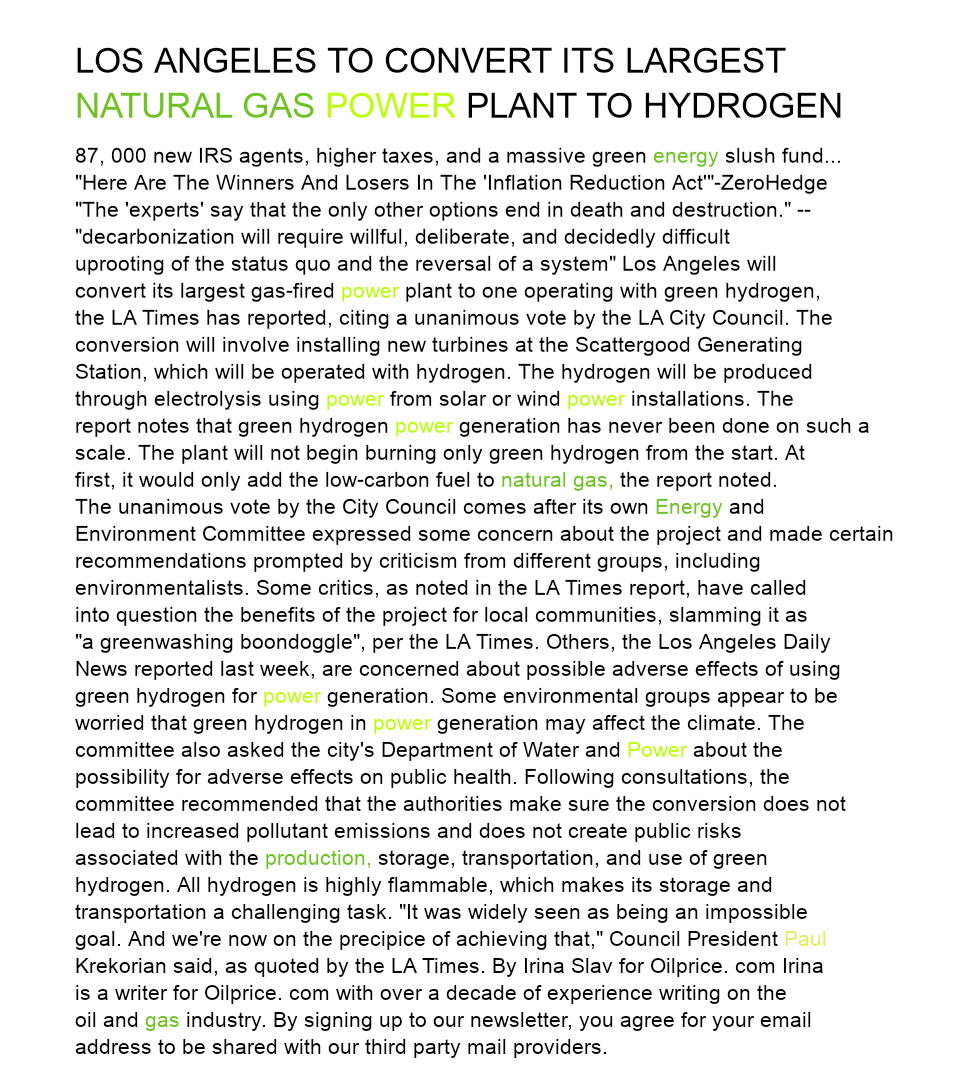 LOS ANGELES TO CONVERT ITS LARGEST
NATURAL GAS POWER PLANT TO HYDROGEN
87, 000 new IRS agents, higher taxes, and a massive green energy slush fund...
"Here Are The Winners And Losers In The 'Inflation Reduction Act'"-ZeroHedge
"The 'experts' say that the only other options end in death and destruction." --
"decarbonization will require willful, deliberate, and decidedly difficult
uprooting of the status quo and the reversal of a system" Los Angeles will
convert its largest gas-fired power plant to one operating with green hydrogen,
the LA Times has reported, citing a unanimous vote by the LA City Council. The
conversion will involve installing new turbines at the Scattergood Generating
Station, which will be operated with hydrogen. The hydrogen will be produced
through electrolysis using power from solar or wind power installations. The
report notes that green hydrogen power generation has never been done on such a
scale. The plant will not begin burning only green hydrogen from the start. At
first, it would only add the low-carbon fuel to natural gas, the report noted.
The unanimous vote by the City Council comes after its own Energy and
Environment Committee expressed some concern about the project and made certain
recommendations prompted by criticism from different groups, including
environmentalists. Some critics, as noted in the LA Times report, have called
into question the benefits of the project for local communities, slamming it as
"a greenwashing boondoggle", per the LA Times. Others, the Los Angeles Daily
News reported last week, are concerned about possible adverse effects of using
green hydrogen for power generation. Some environmental groups appear to be
worried that green hydrogen in power generation may affect the climate. The
committee also asked the city's Department of Water and Power about the
possibility for adverse effects on public health. Following consultations, the
committee recommended that the authorities make sure the conversion does not
lead to increased pollutant emissions and does not create public risks
associated with the production, storage, transportation, and use of green
hydrogen. All hydrogen is highly flammable, which makes its storage and
transportation a challenging task. "It was widely seen as being an impossible
goal. And we're now on the precipice of achieving that," Council President Paul
Krekorian said, as quoted by the LA Times. By Irina Slav for Oilprice. com Irina
is a writer for Oilprice. com with over a decade of experience writing on the
oil and gas industry. By signing up to our newsletter, you agree for your email
address to be shared with our third party mail providers.